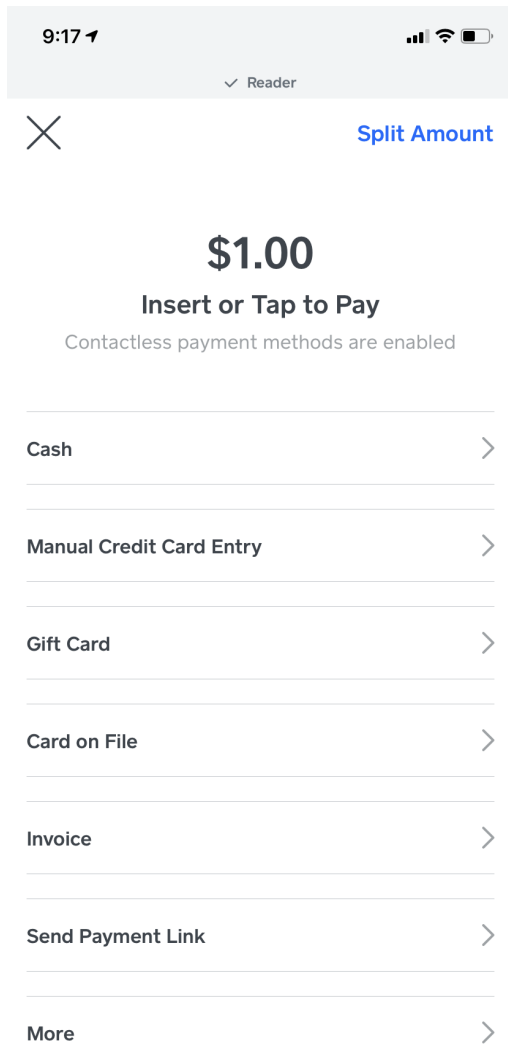 9:17
Reader
Split Amount
$1.00
Insert or Tap to Pay
Contactless payment methods are enabled
Cash
Manual Credit Card Entry
Gift Card
Card on File
Invoice
Send Payment Link
More